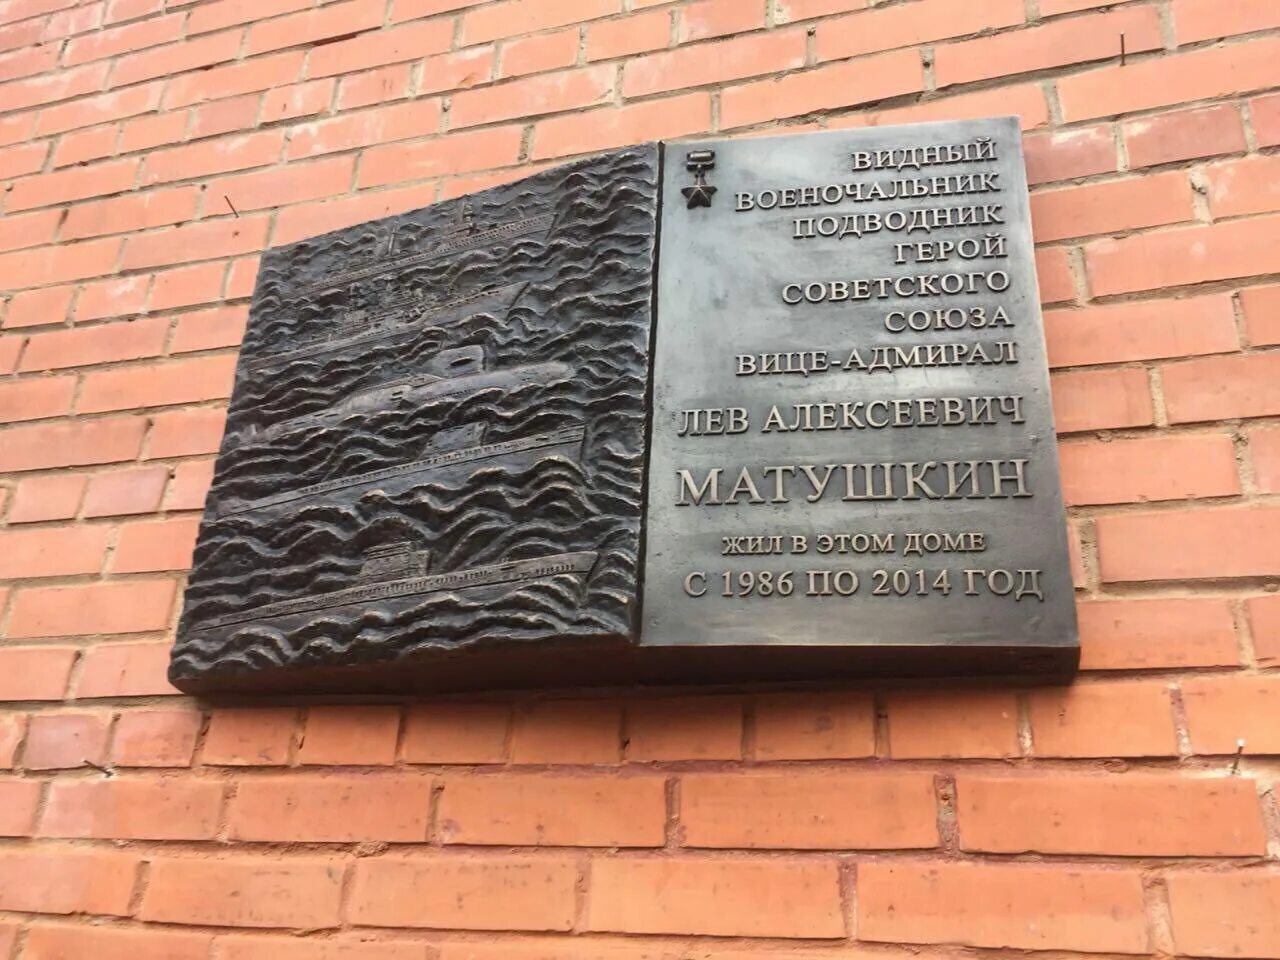 ВИДНЫЙ
ВОЕНОЧАЛЬНИК
ПОДВОДНИК
ГЕРОЙ
СОВЕТСКОГО
СОЮЗА
ВИЦЕ-АДМИРАЛ
ЛЕВ АЛЕКСЕЕВИЧ
МАТУШКИН
ЖИЛ В ЭТОМ ДОМЕ
С 1986 ПО 2014 ГОД